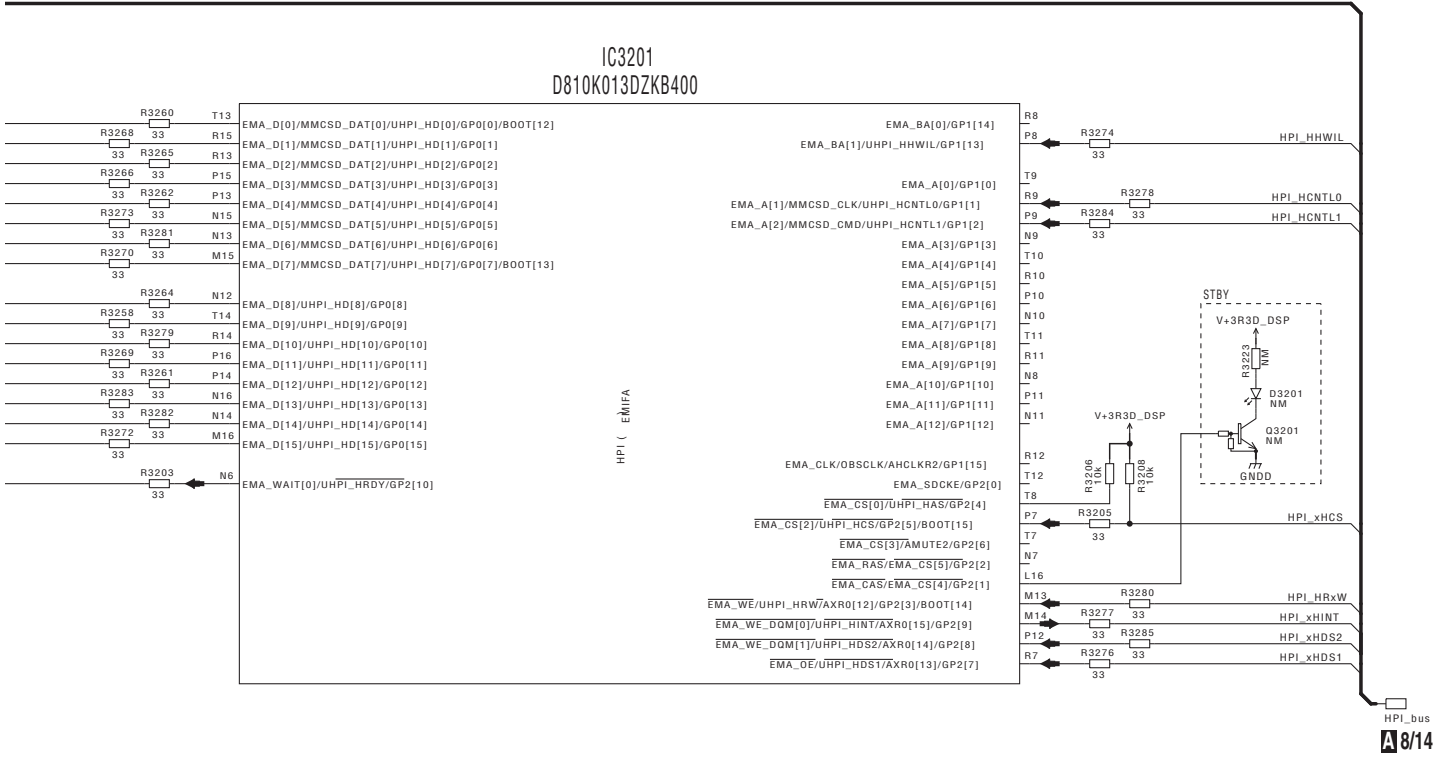 IC3201
D810K013DZKB400
R3260 33 T13 EMA_D[0]/MMCSD_DAT[0]/UHPI_HD[0]/GP0[0]/BOOT[12]
R3268 33 R15 EMA_D[1]/MMCSD_DAT[1]/UHPI_HD[1]/GP0[1]
R3265 33 R13 EMA_D[2]/MMCSD_DAT[2]/UHPI_HD[2]/GP0[2]
R3266 33 P15 EMA_D[3]/MMCSD_DAT[3]/UHPI_HD[3]/GP0[3]
R3262 33 P13 EMA_D[4]/MMCSD_DAT[4]/UHPI_HD[4]/GP0[4]
R3273 33 N15 EMA_D[5]/MMCSD_DAT[5]/UHPI_HD[5]/GP0[5]
R3281 33 N13 EMA_D[6]/MMCSD_DAT[6]/UHPI_HD[6]/GP0[6]
R3270 33 M15 EMA_D[7]/MMCSD_DAT[7]/UHPI_HD[7]/GP0[7]/BOOT[13]
R3264 33 N12 EMA_D[8]/UHPI_HD[8]/GP0[8]
R3258 33 T14 EMA_D[9]/UHPI_HD[9]/GP0[9]
R3279 33 R14 EMA_D[10]/UHPI_HD[10]/GP0[10]
R3269 33 P16 EMA_D[11]/UHPI_HD[11]/GP0[11]
R3261 33 P14 EMA_D[12]/UHPI_HD[12]/GP0[12]
R3283 33 N16 EMA_D[13]/UHPI_HD[13]/GP0[13]
R3282 33 N14 EMA_D[14]/UHPI_HD[14]/GP0[14]
R3272 33 M16 EMA_D[15]/UHPI_HD[15]/GP0[15]
R3203 33 N6 EMA_WAIT[0]/UHPI_HRDY/GP2[10]
HPI ( EMIFA )
EMA_BA[0]/GP1[14] R8
EMA_BA[1]/UHPI_HHWIL/GP1[13] P8 R3274 33 HPI_HHWIL
EMA_A[0]/GP1[0] T9
EMA_A[1]/MMCSD_CLK/UHPI_HCNTL0/GP1[1] R9 R3278 33 HPI_HCNTL0
EMA_A[2]/MMCSD_CMD/UHPI_HCNTL1/GP1[2] P9 R3284 33 HPI_HCNTL1
EMA_A[3]/GP1[3] N9
EMA_A[4]/GP1[4] T10
EMA_A[5]/GP1[5] R10
EMA_A[6]/GP1[6] P10
EMA_A[7]/GP1[7] N10
EMA_A[8]/GP1[8] T11
EMA_A[9]/GP1[9] R11
EMA_A[10]/GP1[10] N8
EMA_A[11]/GP1[11] P11
EMA_A[12]/GP1[12] N11
EMA_CLK/OBSCLK/AHCLKR2/GP1[15] R12
EMA_SDCKE/GP2[0] T12
EMA_CS[0]/UHPI_HAS/GP2[4] T8
EMA_CS[2]/UHPI_HCS/GP2[5]/BOOT[15] P7 R3205 33 HPI_xHCS
EMA_CS[3]/AMUTE2/GP2[6] T7
EMA_RAS/EMA_CS[5]/GP2[2] N7
EMA_CAS/EMA_CS[4]/GP2[1] L16
EMA_WE/UHPI_HRW/AXR0[12]/GP2[3]/BOOT[14] M13 R3280 33 HPI_HRxW
EMA_WE_DQM[0]/UHPI_HINT/AXR0[15]/GP2[9] M14 R3277 33 HPI_xHINT
EMA_WE_DQM[1]/UHPI_HDS2/AXR0[14]/GP2[8] P12 R3285 33 HPI_xHDS2
EMA_OE/UHPI_HDS1/AXR0[13]/GP2[7] R7 R3276 33 HPI_xHDS1
V+3R3D_DSP
R3206 10k
R3208 10k
STBY
V+3R3D_DSP
R3223 NM
D3201
NM
Q3201
NM
GNDD
HPI_bus
A 8/14